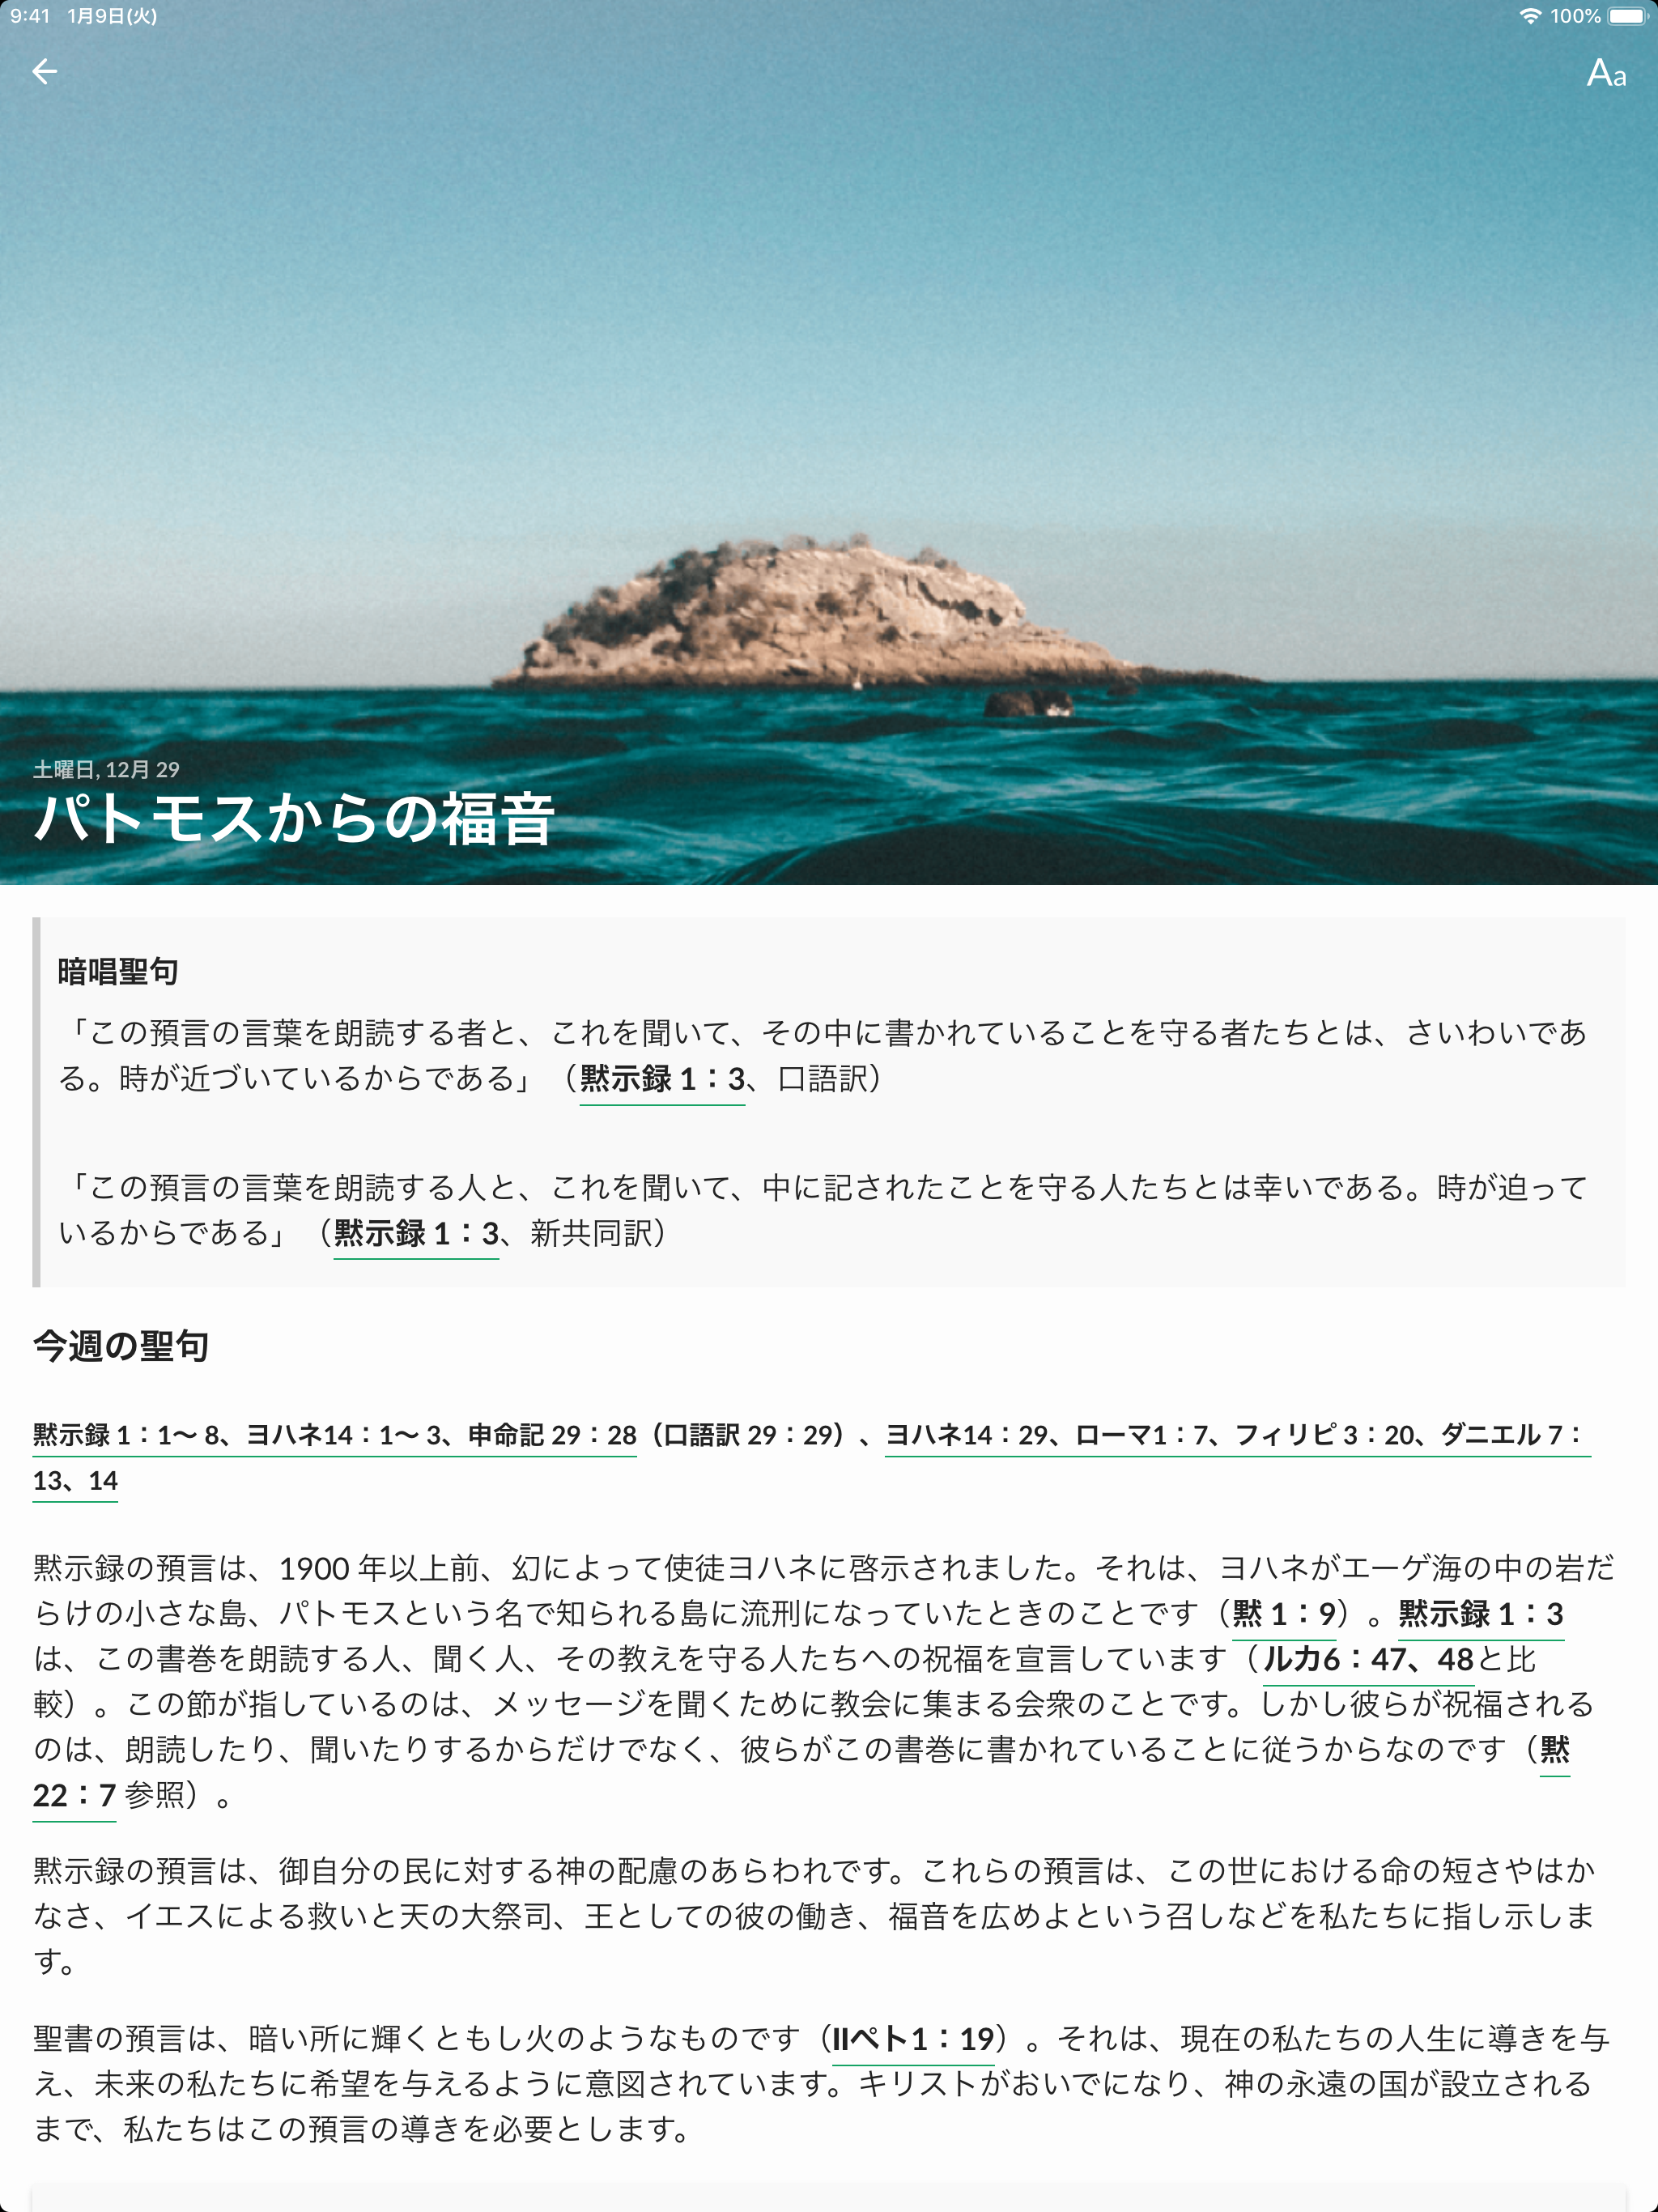 9:41 1月9日(火) 100%
Aa
土曜日, 12月 29
パトモスからの福音
暗唱聖句
「この預言の言葉を朗読する者と、これを聞いて、その中に書かれていることを守る者たちとは、さいわいであ
る。時が近づいているからである」（黙示録 1：3、口語訳）
「この預言の言葉を朗読する人と、これを聞いて、中に記されたことを守る人たちとは幸いである。時が迫って
いるからである」（黙示録 1：3、新共同訳）
今週の聖句
黙示録 1：1〜 8、ヨハネ14：1〜 3、申命記 29：28（口語訳 29：29）、ヨハネ14：29、ローマ1：7、フィリピ 3：20、ダニエル 7：
13、14
黙示録の預言は、1900 年以上前、幻によって使徒ヨハネに啓示されました。それは、ヨハネがエーゲ海の中の岩だ
らけの小さな島、パトモスという名で知られる島に流刑になっていたときのことです（黙 1：9）。黙示録 1：3
は、この書巻を朗読する人、聞く人、その教えを守る人たちへの祝福を宣言しています（ルカ6：47、48と比
較）。この節が指しているのは、メッセージを聞くために教会に集まる会衆のことです。しかし彼らが祝福される
のは、朗読したり、聞いたりするからだけでなく、彼らがこの書巻に書かれていることに従うからなのです（黙
22：7 参照）。
黙示録の預言は、御自分の民に対する神の配慮のあらわれです。これらの預言は、この世における命の短さやはか
なさ、イエスによる救いと天の大祭司、王としての彼の働き、福音を広めよという召しなどを私たちに指し示しま
す。
聖書の預言は、暗い所に輝くともし火のようなものです（IIペト1：19）。それは、現在の私たちの人生に導きを与
え、未来の私たちに希望を与えるように意図されています。キリストがおいでになり、神の永遠の国が設立される
まで、私たちはこの預言の導きを必要とします。